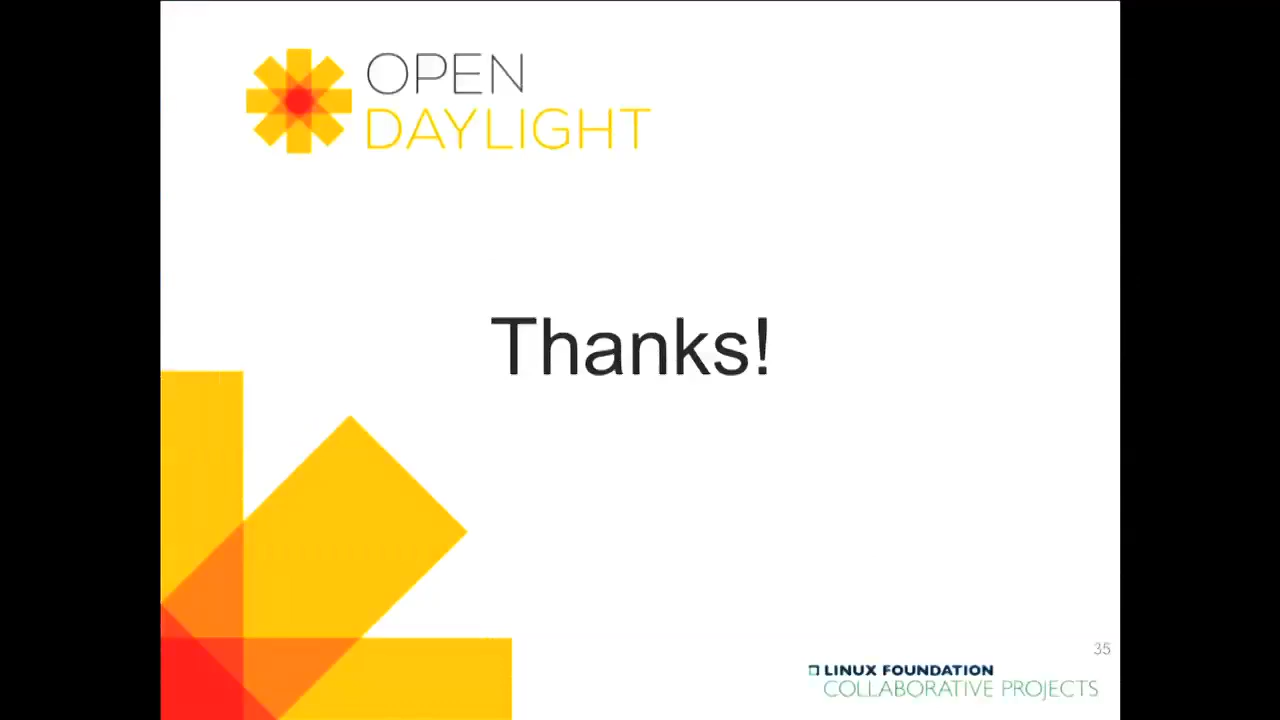 OPEN
DAYLIGHT
Thanks!
35
LINUX FOUNDATION
COLLABORATIVE PROJECTS